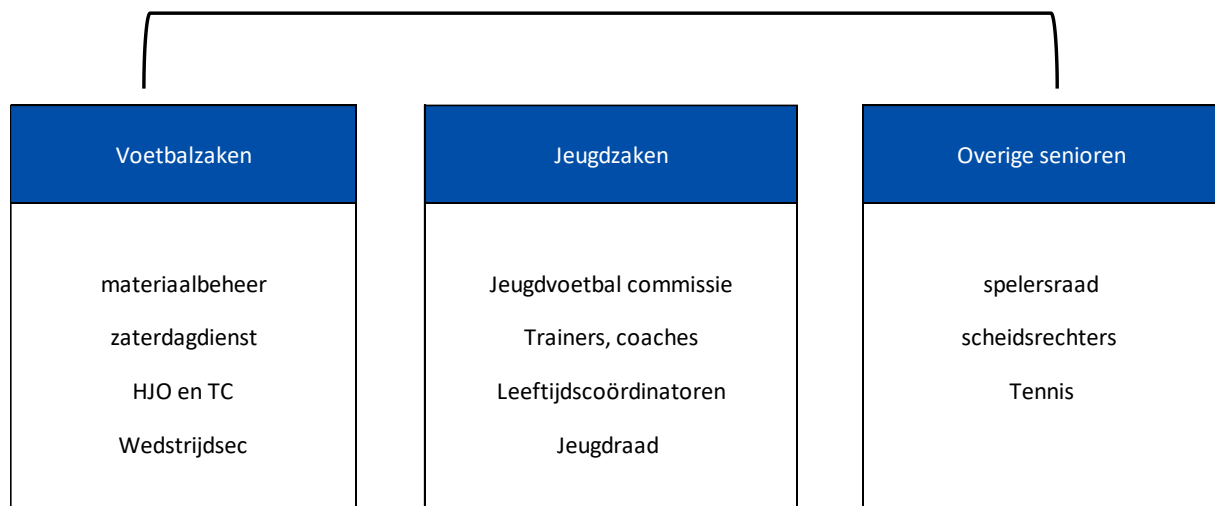 Voetbalzaken
materiaalbeheer
zaterdagdienst
HJO en TC
Wedstrijdsec
Jeugdzaken
Jeugdvoetbal commissie
Trainers, coaches
Leeftijdscoördinatoren
Jeugdraad
Overige senioren
spelersraad
scheidsrechters
Tennis